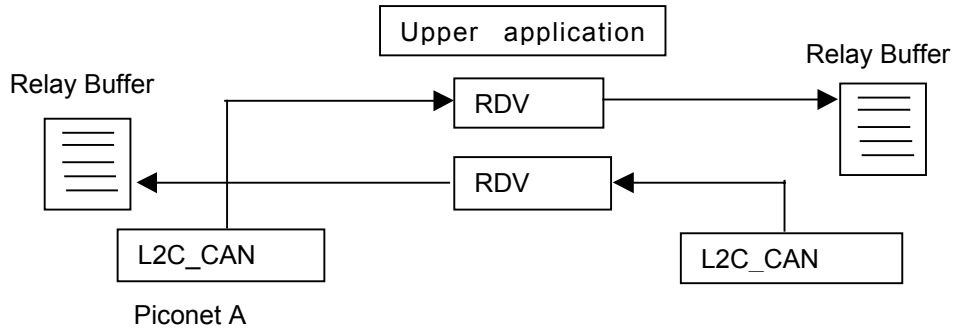 Upper application
Relay Buffer
Relay Buffer
RDV
RDV
L2C_CAN
L2C_CAN
Piconet A